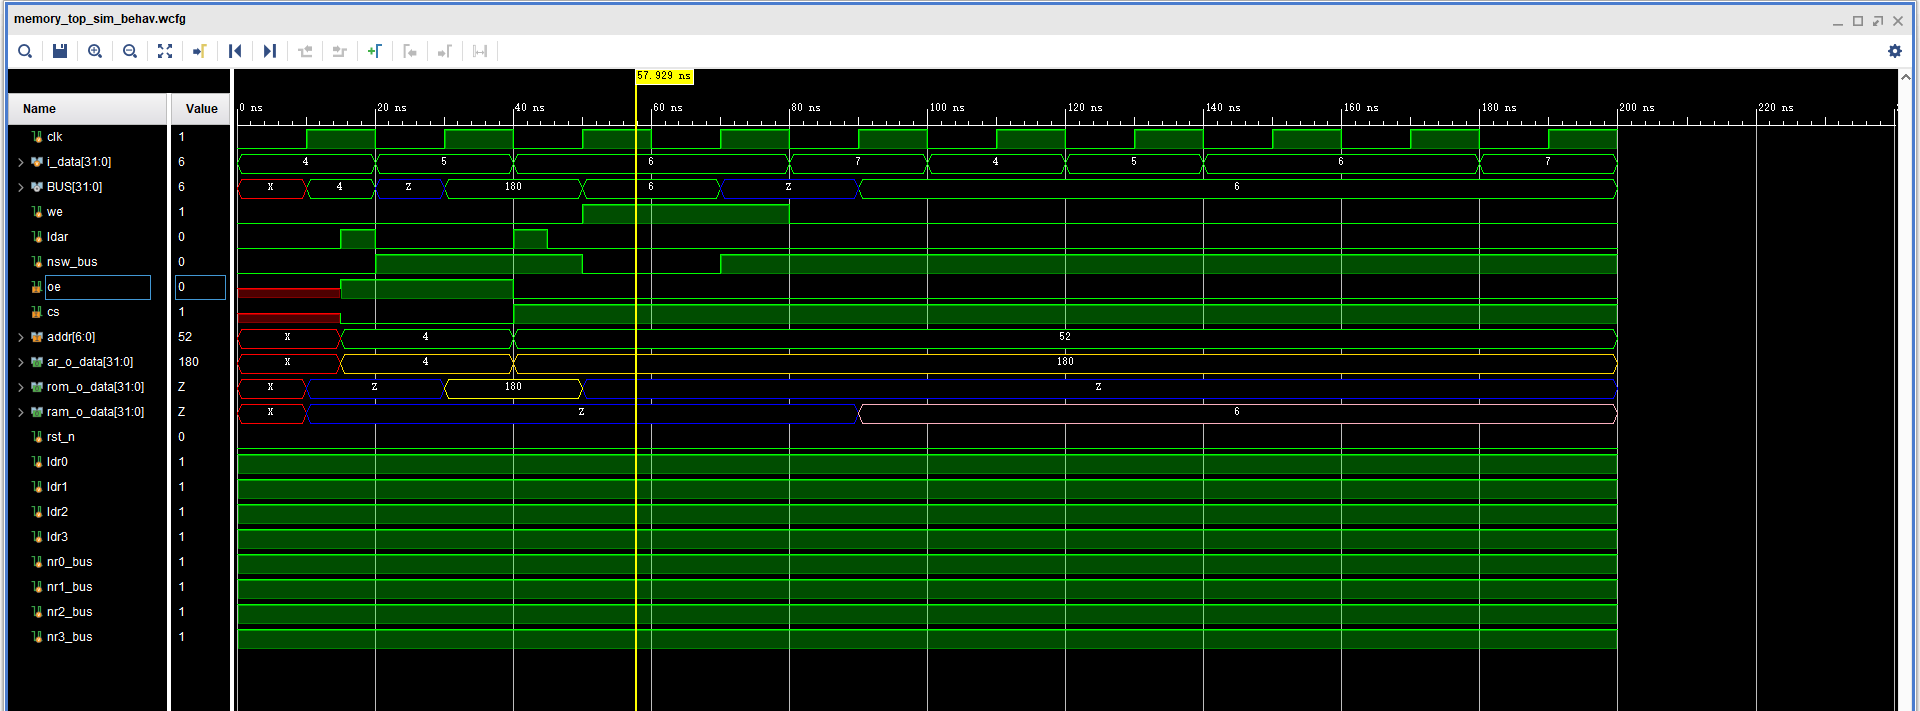 memory_top_sim_behav.wcfg
57.929 ns
Name Value
0 ns 20 ns 40 ns 60 ns 80 ns 100 ns 120 ns 140 ns 160 ns 180 ns 200 ns 220 ns
clk 1
i_data[31:0] 6 4 5 6 7 4 5 6 7
BUS[31:0] 6 X 4 Z 180 6 Z 6
we 1
ldar 0
nsw_bus 0
oe 0
cs 1
addr[6:0] 52 X 4 52
ar_o_data[31:0] 180 X 4 180
rom_o_data[31:0] Z X Z 180 Z
ram_o_data[31:0] Z X Z 6
rst_n 0
ldr0 1
ldr1 1
ldr2 1
ldr3 1
nr0_bus 1
nr1_bus 1
nr2_bus 1
nr3_bus 1